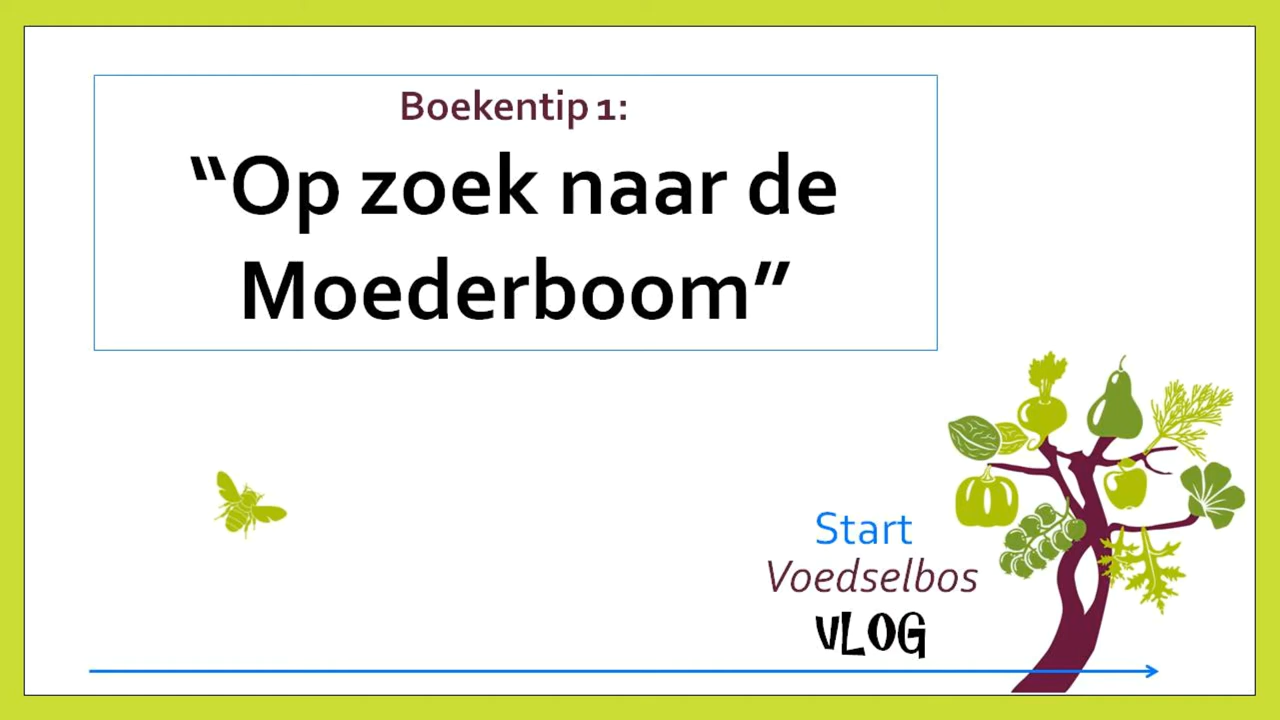 Boekentip 1:
“Op zoek naar de
Moederboom”
Start
Voedselbos
VLOG